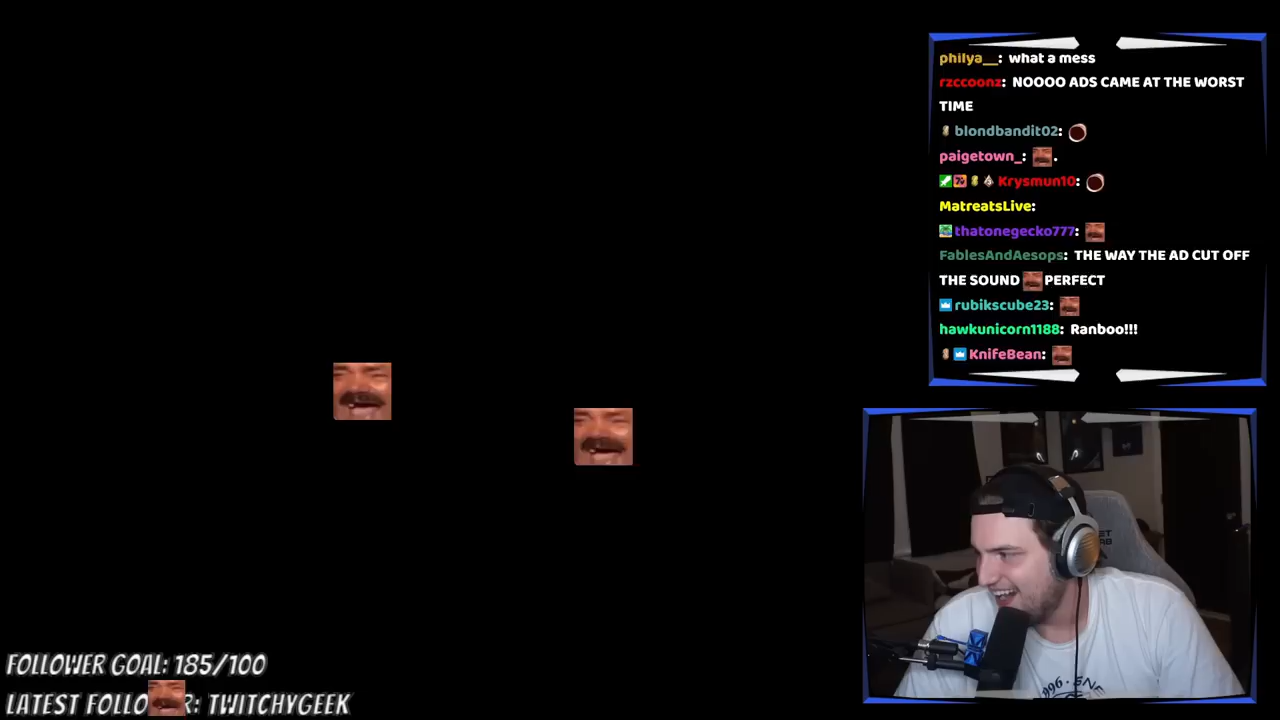 philya__: what a mess
rzccoonz: NOOOO ADS CAME AT THE WORST
TIME
blondbandit02:
paigetown_: .
Krysmun10:
MatreatsLive:
thatonegecko777:
FablesAndAesops: THE WAY THE AD CUT OFF
THE SOUND PERFECT
rubikscube23:
hawkunicorn1188: Ranboo!!!
KnifeBean:
FOLLOWER GOAL: 185/100
LATEST FOLLO R: TWITCHYGEEK